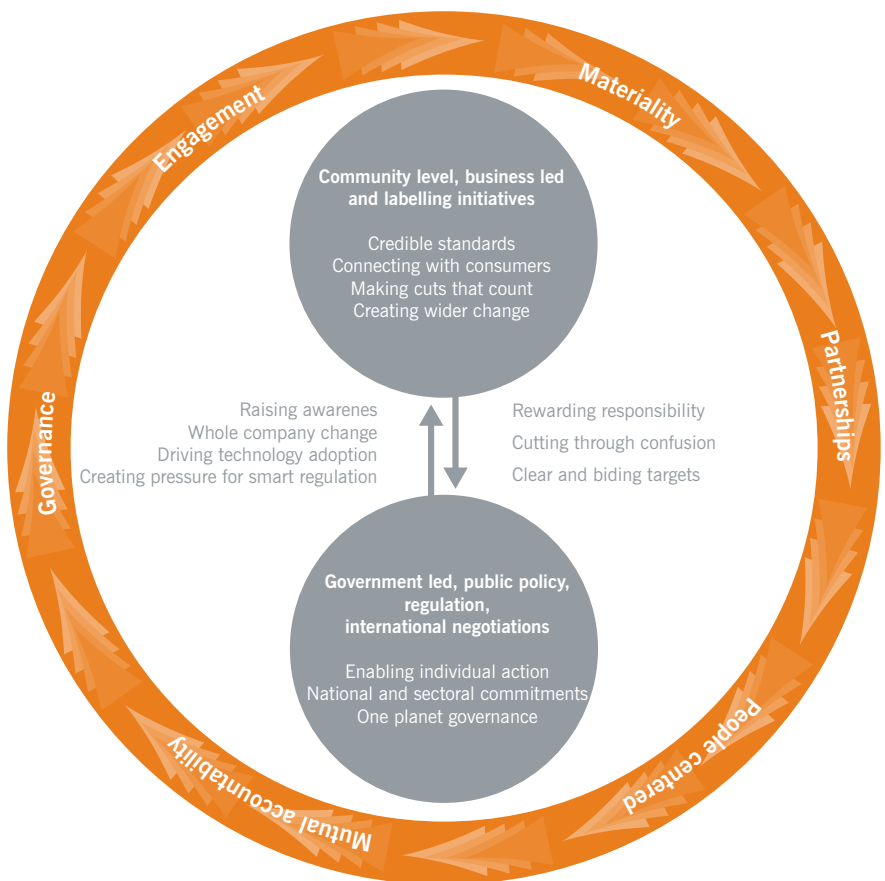 Engagement
Materiality
Community level, business led
and labelling initiatives
Credible standards
Connecting with consumers
Making cuts that count
Creating wider change
Governance
Partnerships
Raising awarenes
Whole company change
Driving technology adoption
Creating pressure for smart regulation
Rewarding responsibility
Cutting through confusion
Clear and biding targets
Government led, public policy,
regulation,
international negotiations
Enabling individual action
National and sectoral commitments
One planet governance
People centered
Mutual accountability